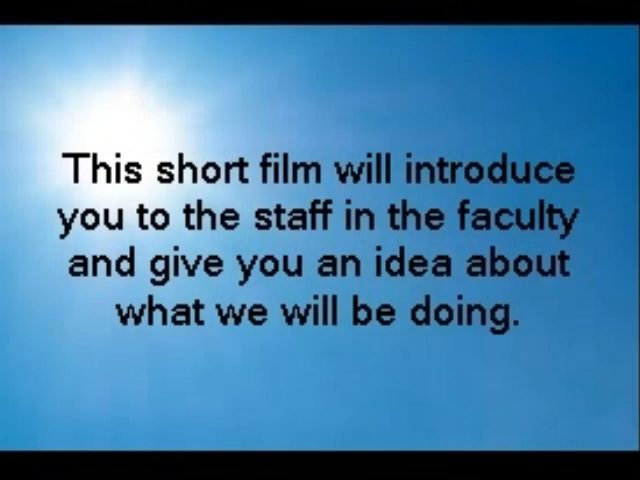 This short film will introduce
you to the staff in the faculty
and give you an idea about
what we will be doing.